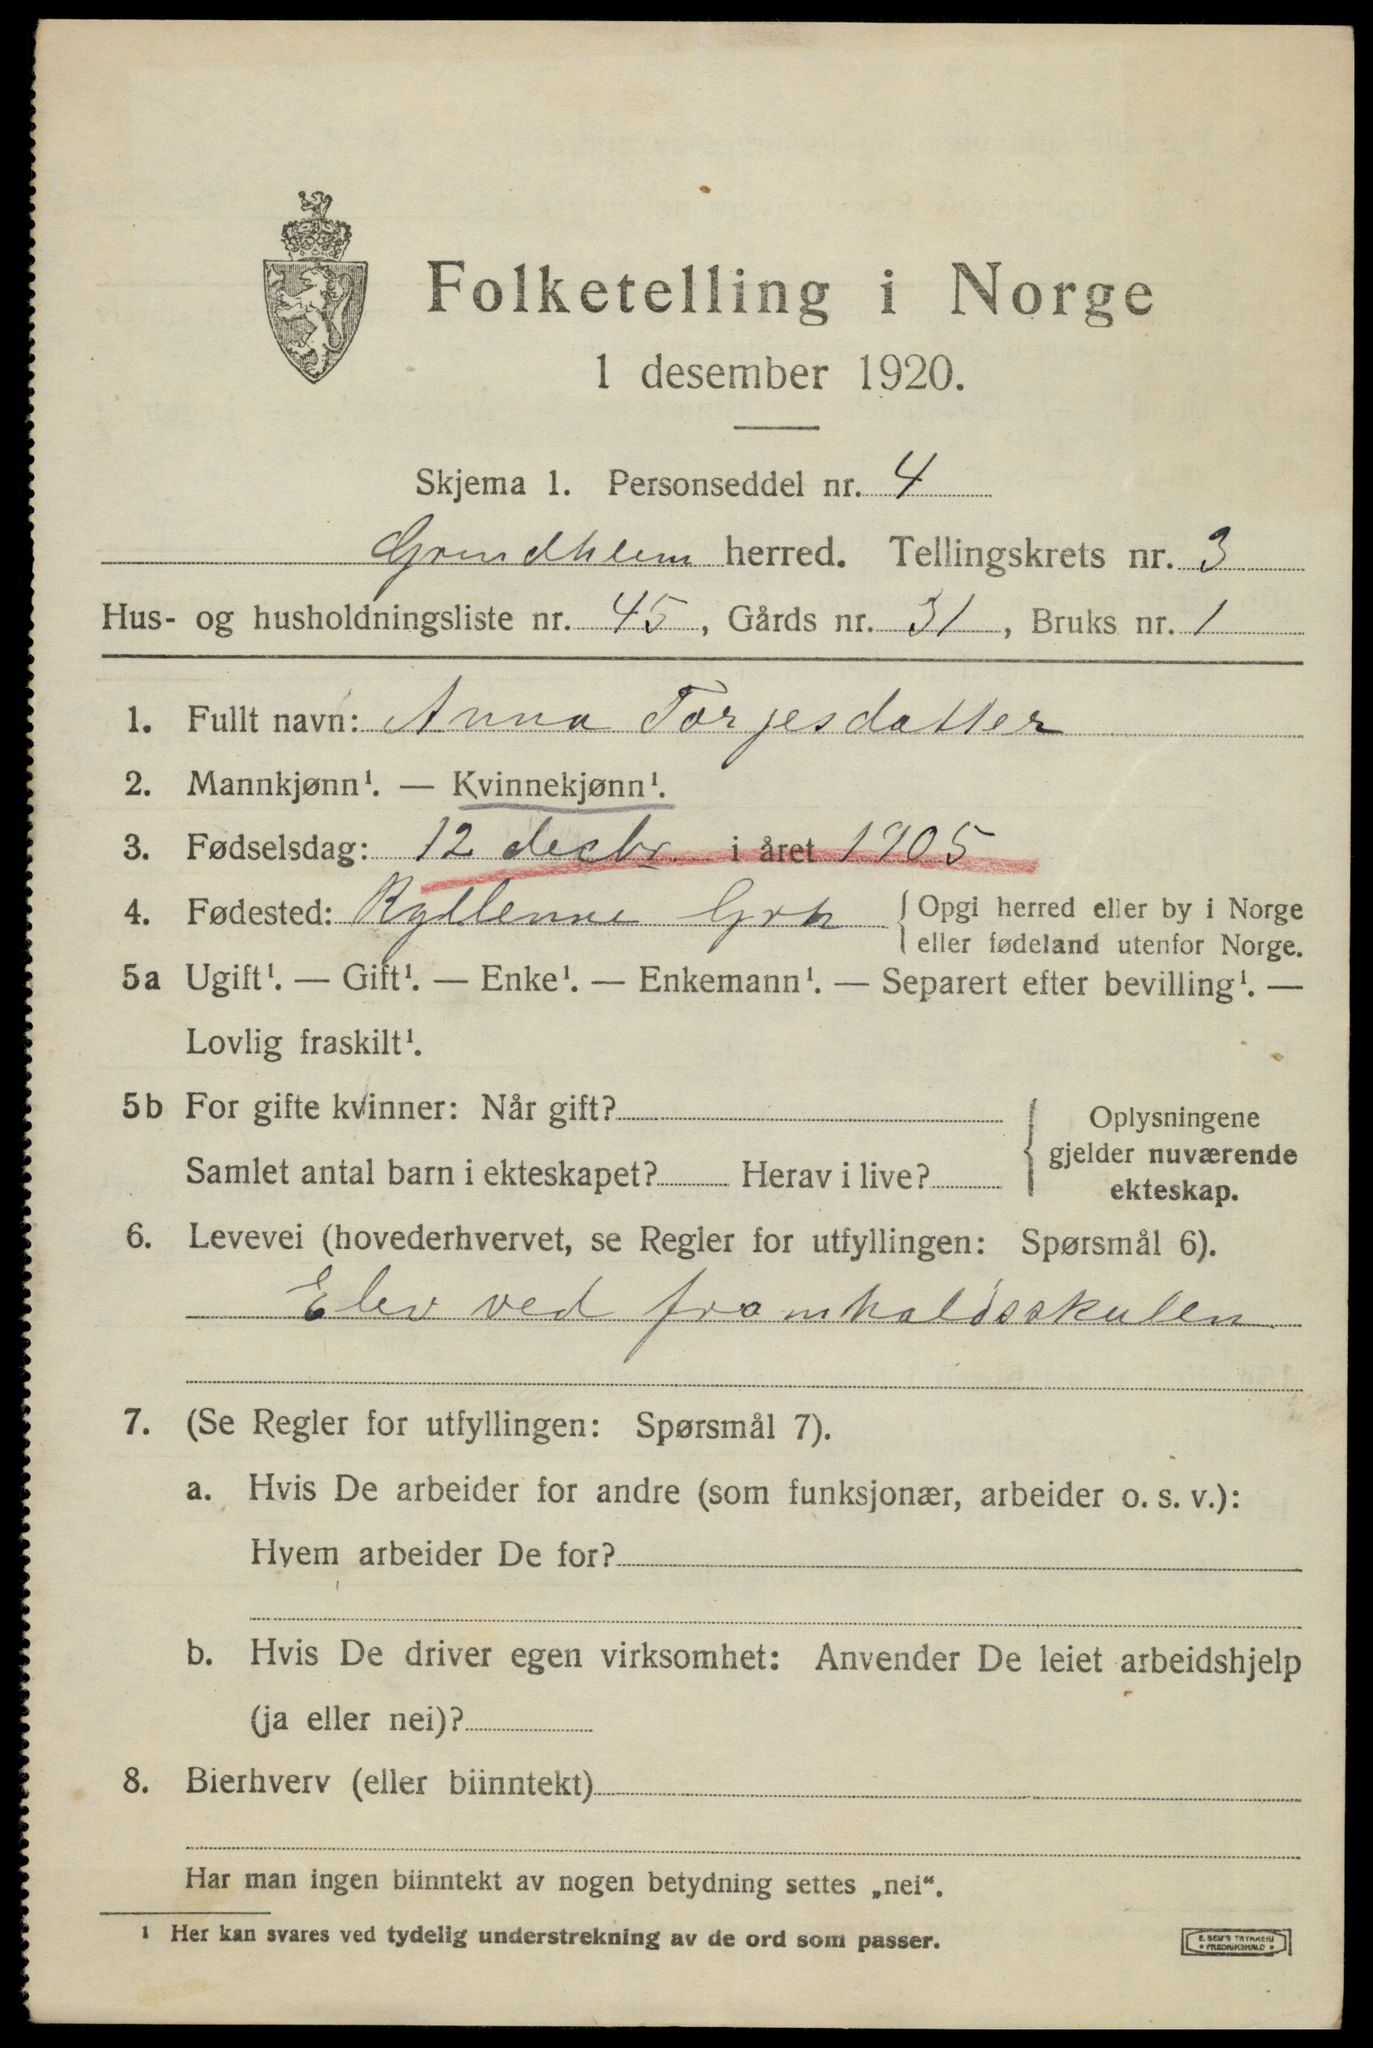 Folketelling i Norge
1 desember 1920.
Skjema 1. Personseddel nr. 4
Grindheim herred. Tellingskrets nr. 3
Hus- og husholdningsliste nr. 45, Gårds nr. 31, Bruks nr. 1
1. Fullt navn: Anna Torjesdatter
2. Mannkjønn¹. — Kvinnekjønn¹.
3. Fødselsdag: 12 decbr. i året 1905
4. Fødested: Grh { Opgi herred eller by i Norge
eller fødeland utenfor Norge.
5a Ugift¹. — Gift¹. — Enke¹. — Enkemann¹. — Separert efter bevilling¹. —
Lovlig fraskilt¹.
5b For gifte kvinner: Når gift?
Samlet antal barn i ekteskapet? Herav i live?
{ Oplysningene
gjelder nuværende
ekteskap.
6. Levevei (hovederhvervet, se Regler for utfyllingen: Spørsmål 6).
Elev ved framhaldsskulen
7. (Se Regler for utfyllingen: Spørsmål 7).
a. Hvis De arbeider for andre (som funksjonær, arbeider o. s. v.):
Hvem arbeider De for?
b. Hvis De driver egen virksomhet: Anvender De leiet arbeidshjelp
(ja eller nei)?
8. Bierhverv (eller biinntekt)
Har man ingen biinntekt av nogen betydning settes „nei“.
¹ Her kan svares ved tydelig understrekning av de ord som passer.
E. SEM'S TRYKKERI
* FREDRIKSHALD *